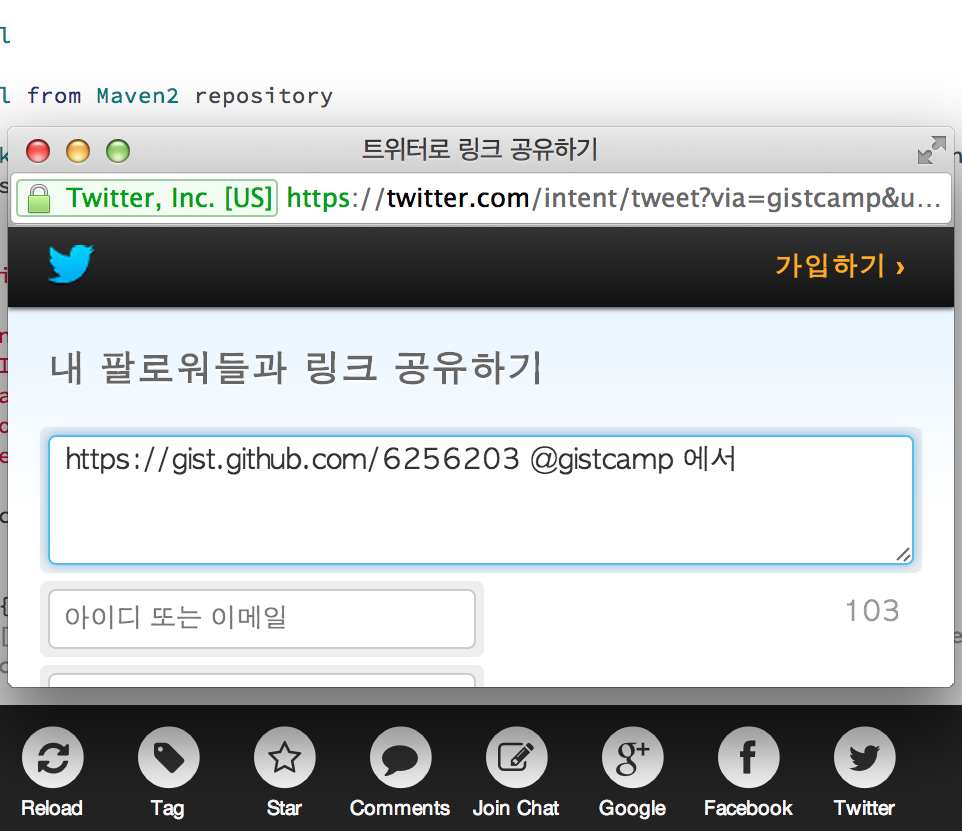 l
l from Maven2 repository
트위터로 링크 공유하기
Twitter, Inc. [US] https://twitter.com/intent/tweet?via=gistcamp&u...
가입하기 ›
내 팔로워들과 링크 공유하기
https://gist.github.com/6256203 @gistcamp 에서
아이디 또는 이메일
103
Reload
Tag
Star
Comments
Join Chat
Google
Facebook
Twitter